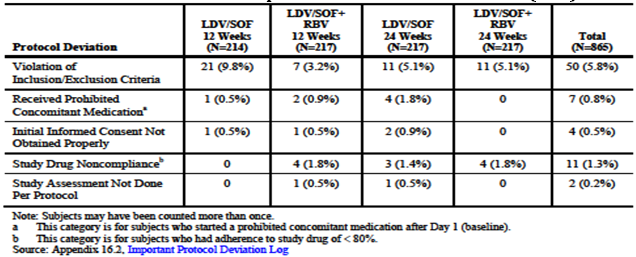 Protocol Deviation LDV/SOF 12 Weeks (N=214) LDV/SOF+ RBV 12 Weeks (N=217) LDV/SOF 24 Weeks (N=217) LDV/SOF+ RBV 24 Weeks (N=217) Total (N=865)
Violation of Inclusion/Exclusion Criteria 21 (9.8%) 7 (3.2%) 11 (5.1%) 11 (5.1%) 50 (5.8%)
Received Prohibited Concomitant Medicationa 1 (0.5%) 2 (0.9%) 4 (1.8%) 0 7 (0.8%)
Initial Informed Consent Not Obtained Properly 1 (0.5%) 1 (0.5%) 2 (0.9%) 0 4 (0.5%)
Study Drug Noncomplianceb 0 4 (1.8%) 3 (1.4%) 4 (1.8%) 11 (1.3%)
Study Assessment Not Done Per Protocol 0 1 (0.5%) 1 (0.5%) 0 2 (0.2%)
Note: Subjects may have been counted more than once.
a This category is for subjects who started a prohibited concomitant medication after Day 1 (baseline).
b This category is for subjects who had adherence to study drug of < 80%.
Source: Appendix 16.2, Important Protocol Deviation Log